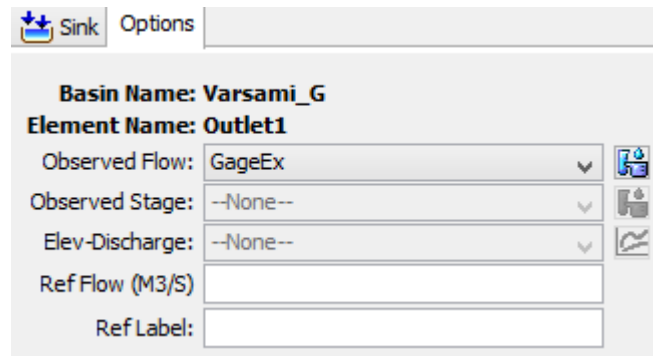 Sink Options
Basin Name: Varsami_G
Element Name: Outlet1
Observed Flow: GageEx
Observed Stage: --None--
Elev-Discharge: --None--
Ref Flow (M3/S)
Ref Label: